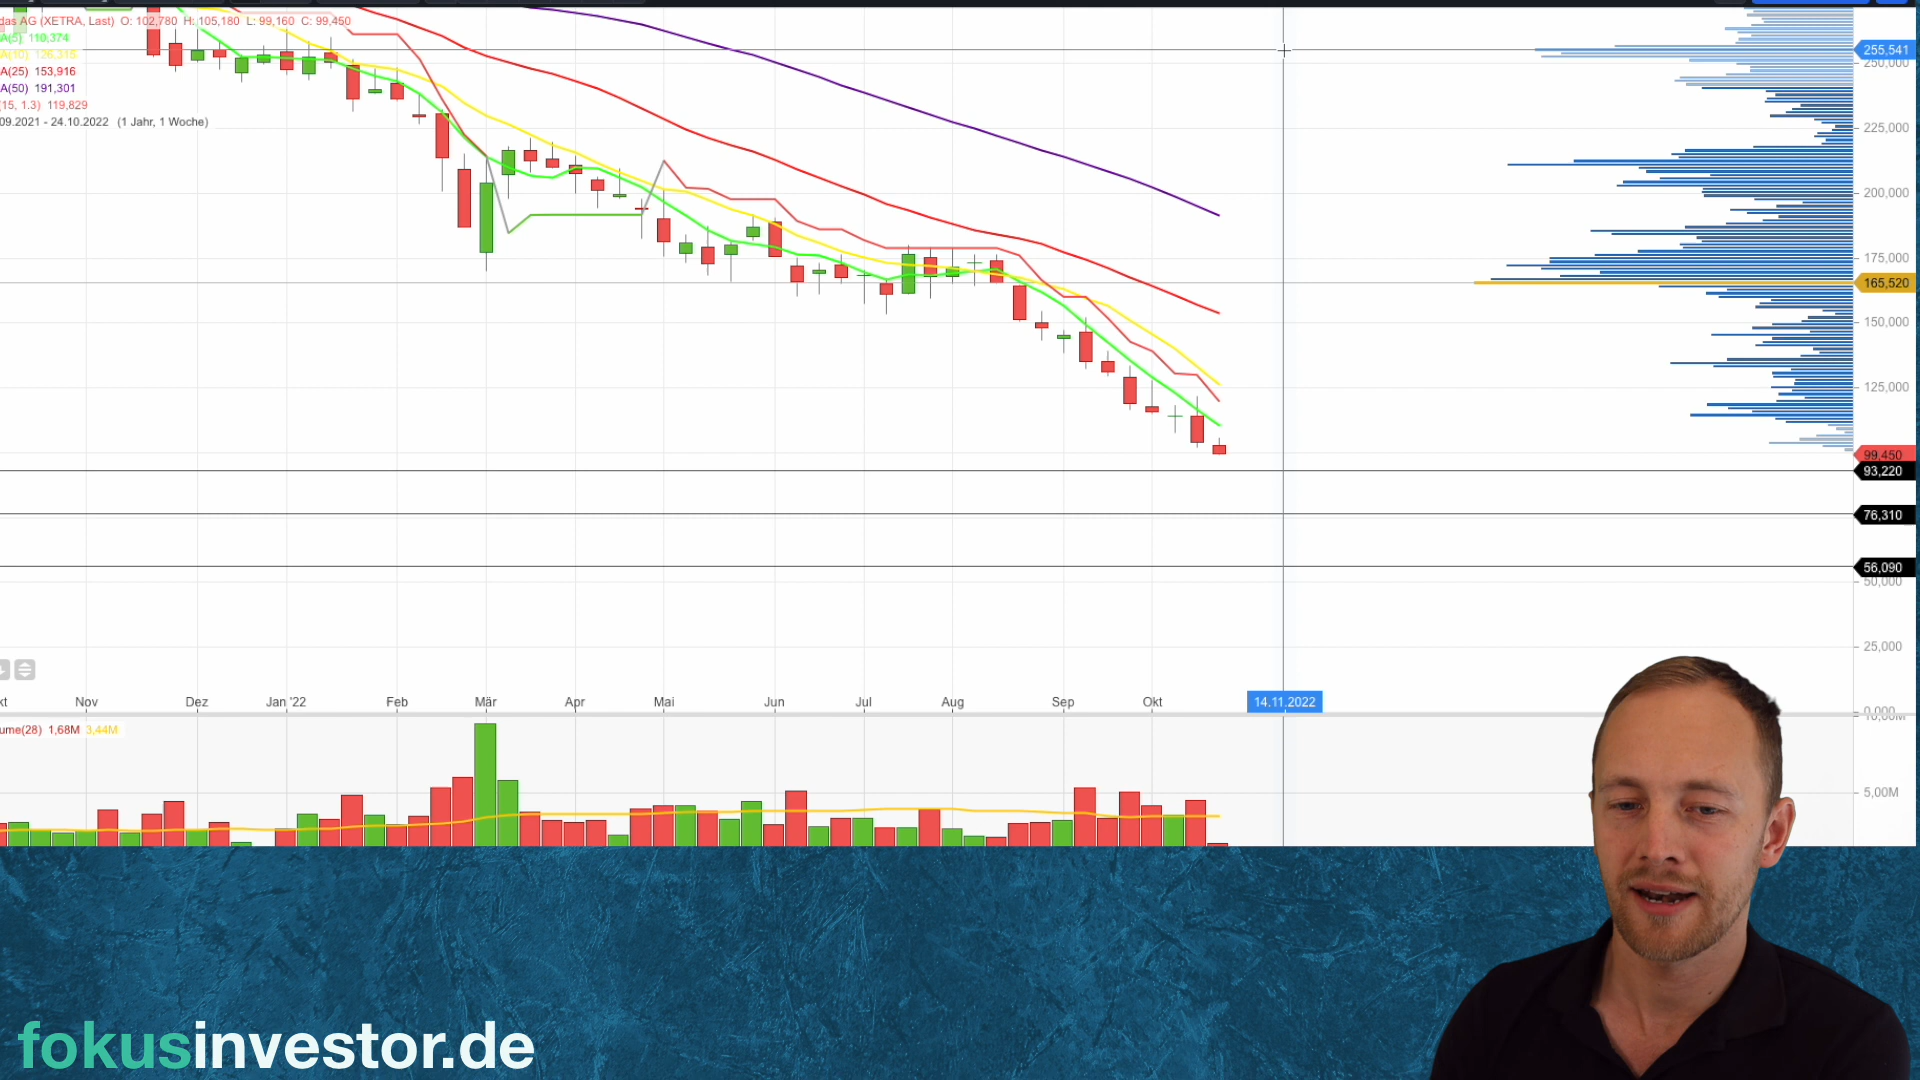 das AG (XETRA, Last) O: 102,780 H: 105,180 L: 99,160 C: 99,450
A(5) 110,374
A(10) 126,315
A(25) 153,916
A(50) 191,301
(15, 1.3) 119,829
09.2021 - 24.10.2022 (1 Jahr, 1 Woche)
255,541
250,000
225,000
200,000
175,000
165,520
150,000
125,000
99,450
93,220
76,310
56,090
50,000
25,000
0,000
kt Nov Dez Jan '22 Feb Mär Apr Mai Jun Jul Aug Sep Okt 14.11.2022
ume(28) 1,68M 3,44M
10,00M
5,00M
fokusinvestor.de